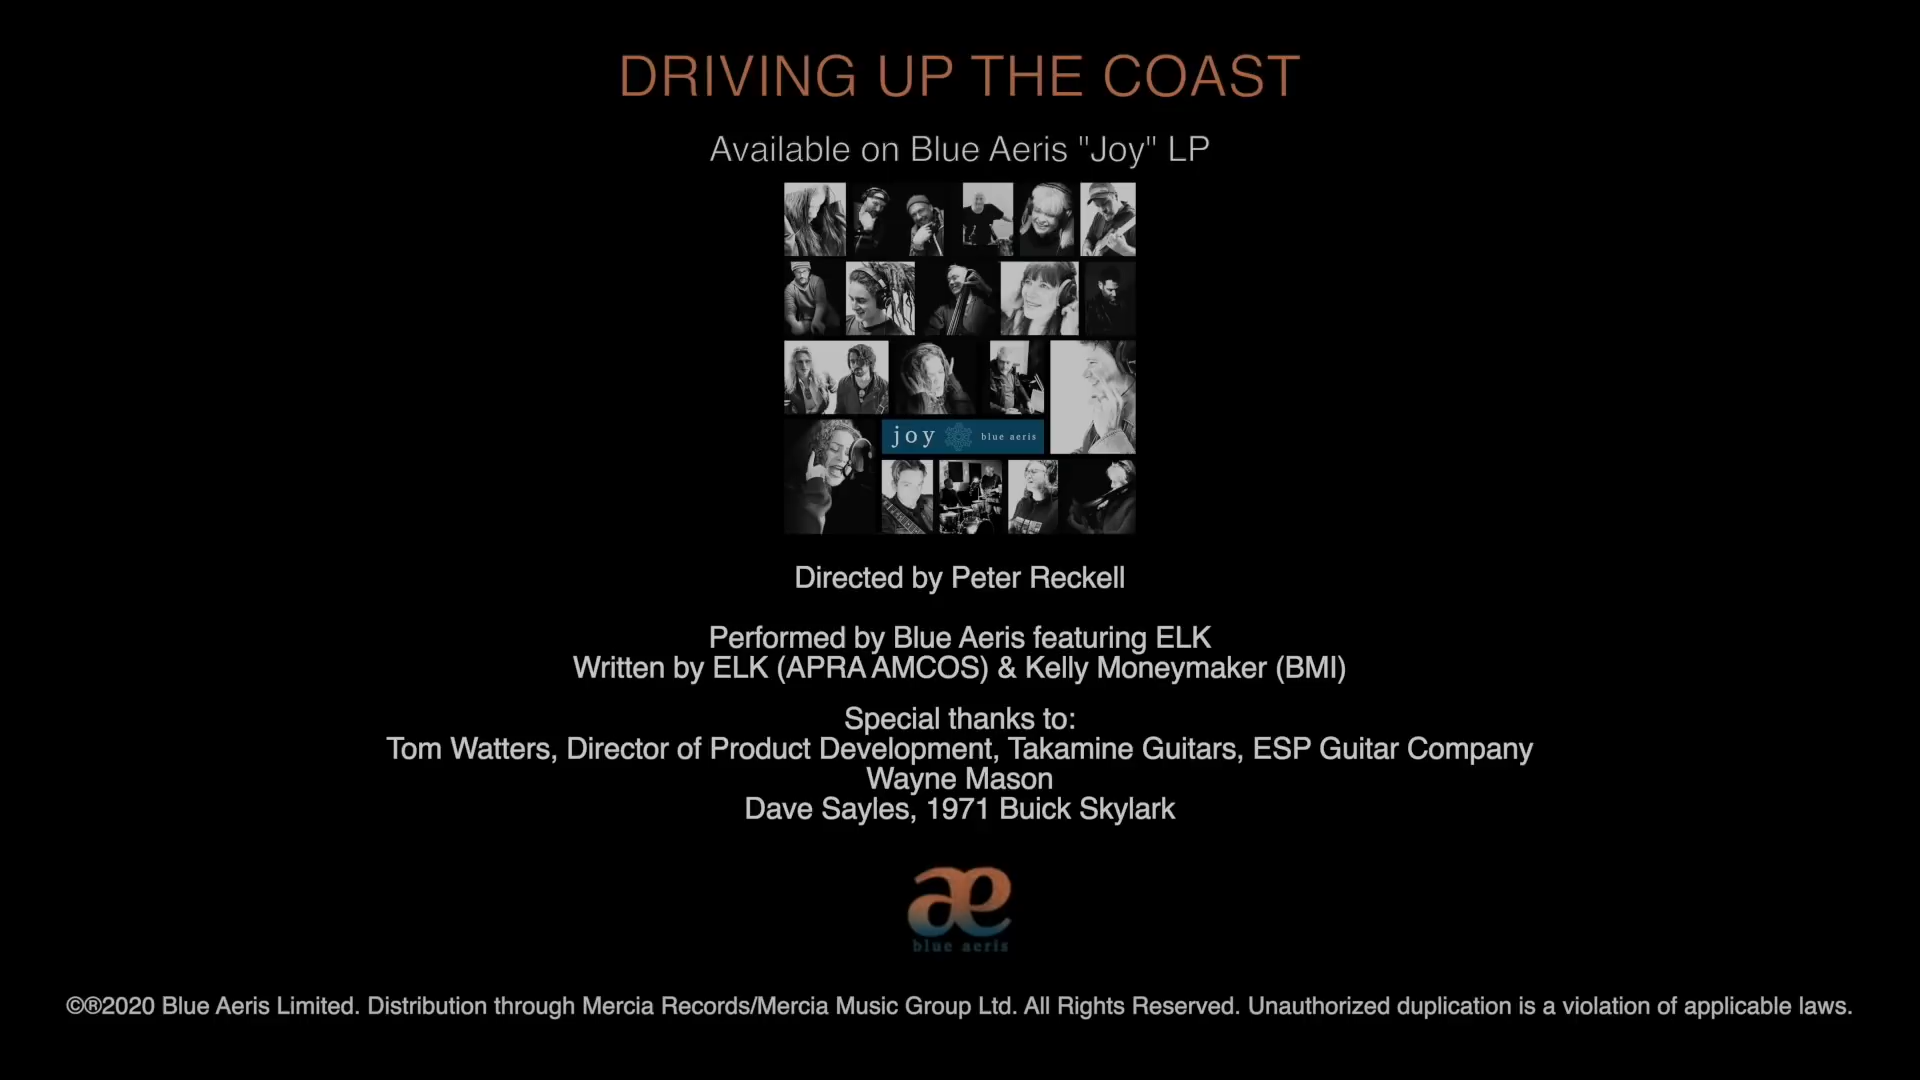 DRIVING UP THE COAST
Available on Blue Aeris "Joy" LP
joy blue aeris
Directed by Peter Reckell
Performed by Blue Aeris featuring ELK
Written by ELK (APRA AMCOS) & Kelly Moneymaker (BMI)
Special thanks to:
Tom Watters, Director of Product Development, Takamine Guitars, ESP Guitar Company
Wayne Mason
Dave Sayles, 1971 Buick Skylark
æ
blue aeris
©®2020 Blue Aeris Limited. Distribution through Mercia Records/Mercia Music Group Ltd. All Rights Reserved. Unauthorized duplication is a violation of applicable laws.